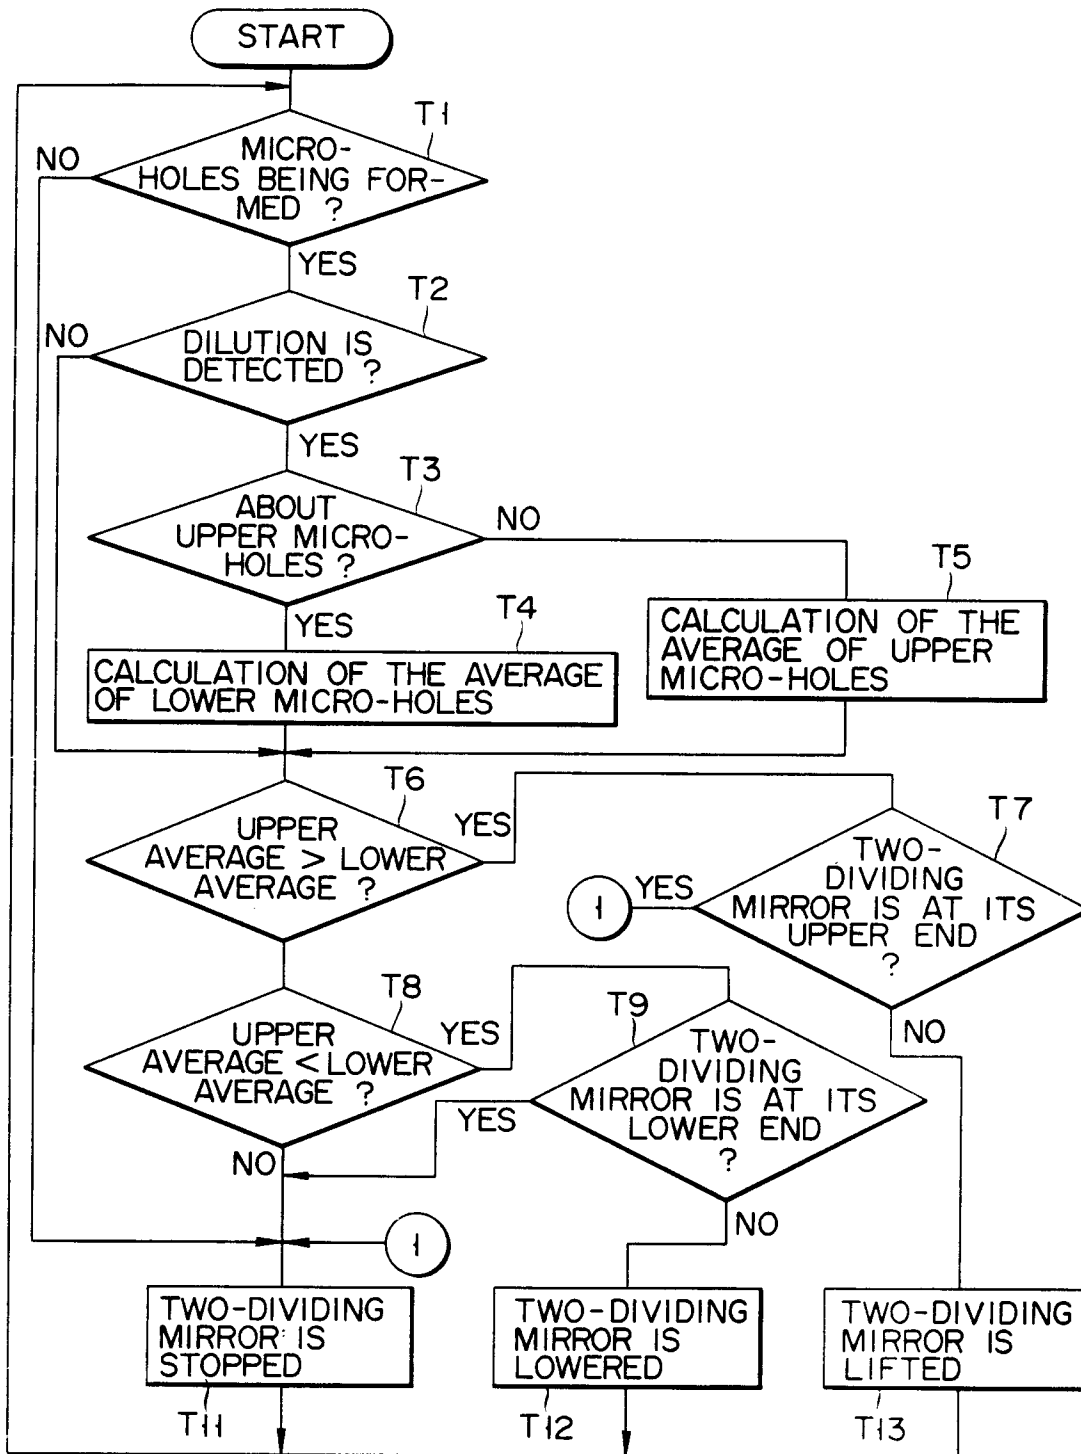 START
T1
NO
MICRO-
HOLES BEING FOR-
MED ?
YES
T2
NO
DILUTION IS
DETECTED ?
YES
T3
ABOUT
UPPER MICRO-
HOLES ?
NO
YES
T4
CALCULATION OF THE AVERAGE
OF LOWER MICRO-HOLES
T5
CALCULATION OF THE
AVERAGE OF UPPER
MICRO-HOLES
T6
UPPER
AVERAGE > LOWER
AVERAGE ?
YES
T7
TWO-
DIVIDING
MIRROR IS AT ITS
UPPER END
?
YES
1
NO
T8
UPPER
AVERAGE < LOWER
AVERAGE ?
YES
NO
T9
TWO-
DIVIDING
MIRROR IS AT ITS
LOWER END
?
YES
NO
1
TWO-DIVIDING
MIRROR IS
STOPPED
T11
TWO-DIVIDING
MIRROR IS
LOWERED
T12
TWO-DIVIDING
MIRROR IS
LIFTED
T13